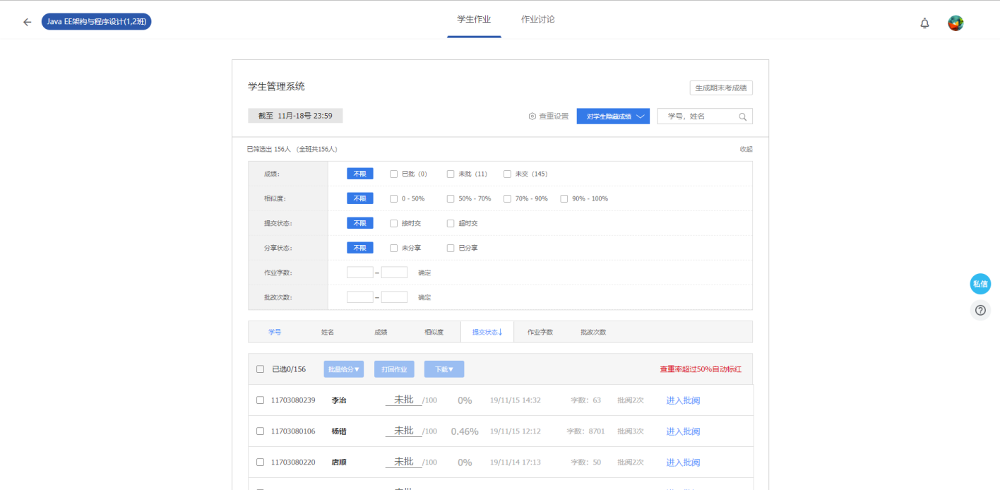 Java EE架构与程序设计(1,2班) 学生作业 作业讨论
学生管理系统 生成期末考成绩
截至 11月-18号 23:59 查重设置 对学生隐藏成绩 学号，姓名
已筛选出 156人 （全班共156人） 收起
成绩: 不限 已批 (0) 未批 (11) 未交 (145)
相似度: 不限 0 - 50% 50% - 70% 70% - 90% 90% - 100%
提交状态: 不限 按时交 超时交
分享状态: 不限 未分享 已分享
作业字数: – 确定
批改次数: – 确定
私信
学号 姓名 成绩 相似度 提交状态↓ 作业字数 批改次数
已选0/156 批量给分▼ 打回作业 下载▼ 查重率超过50%自动标红
11703080239 李治 未批 /100 0% 19/11/15 14:32 字数：63 批阅2次 进入批阅
11703080106 杨锴 未批 /100 0.46% 19/11/15 12:12 字数：8701 批阅3次 进入批阅
11703080220 唐顺 未批 /100 0% 19/11/14 17:13 字数：50 批阅2次 进入批阅